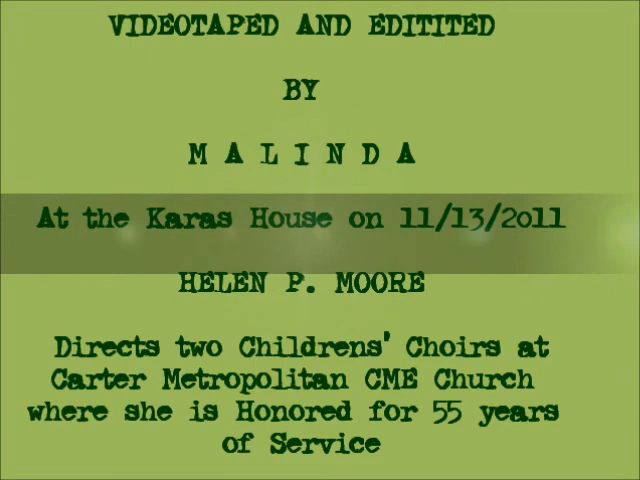 VIDEOTAPED AND EDITITED
BY
M A L I N D A
At the Karas House on 11/13/2011
HELEN P. MOORE
Directs two Childrens' Choirs at
Carter Metropolitan CME Church
where she is Honored for 55 years
of Service